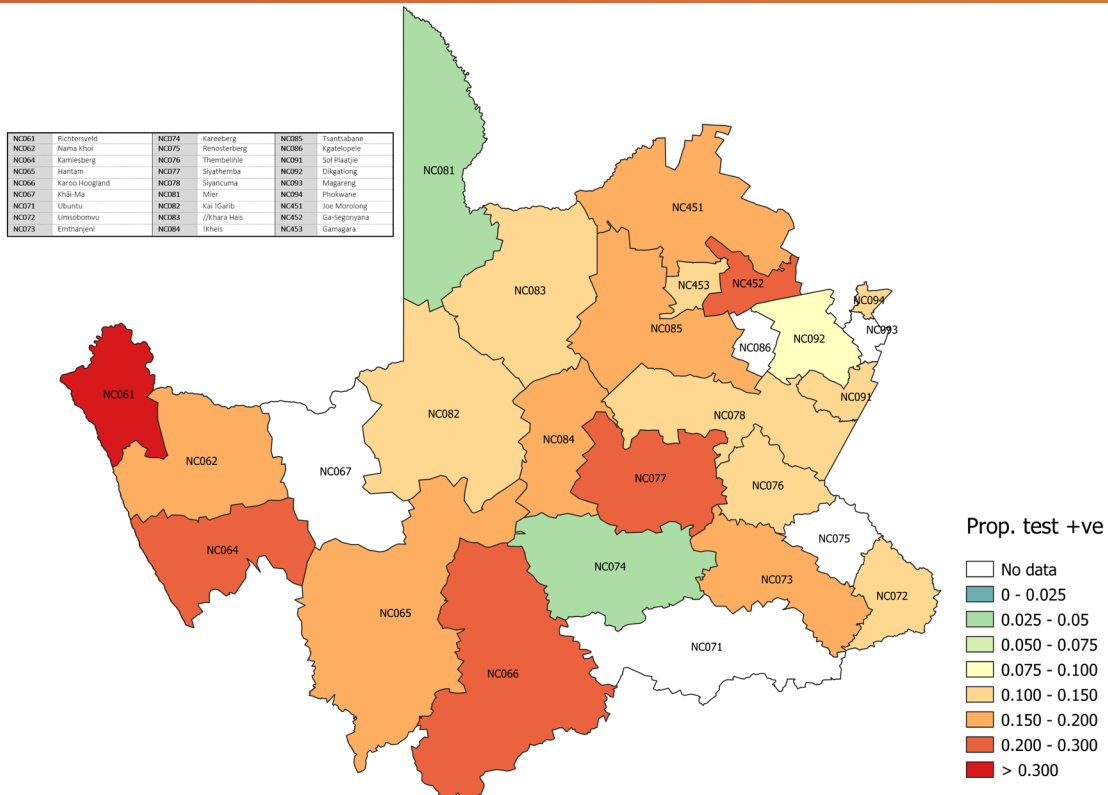 NC061 Richtersveld NC074 Kareeberg NC085 Tsantsabane
NC062 Nama Khoi NC075 Renosterberg NC086 Kgatelopele
NC064 Kamiesberg NC076 Thembelihle NC091 Sol Plaatjie
NC065 Hantam NC077 Siyathemba NC092 Dikgatlong
NC066 Karoo Hoogland NC078 Siyancuma NC093 Magareng
NC067 Khâi-Ma NC081 Mier NC094 Phokwane
NC071 Ubuntu NC082 Kai !Garib NC451 Joe Morolong
NC072 Umsobomvu NC083 //Khara Hais NC452 Ga-Segonyana
NC073 Emthanjeni NC084 !Kheis NC453 Gamagara
NC081
NC451
NC083
NC453
NC452
NC094
NC085
NC086
NC092
NC093
NC061
NC082
NC078
NC091
NC062
NC067
NC084
NC077
NC076
NC064
NC074
NC075
NC065
NC073
NC072
NC066
NC071
Prop. test +ve
No data
0 - 0.025
0.025 - 0.05
0.050 - 0.075
0.075 - 0.100
0.100 - 0.150
0.150 - 0.200
0.200 - 0.300
> 0.300